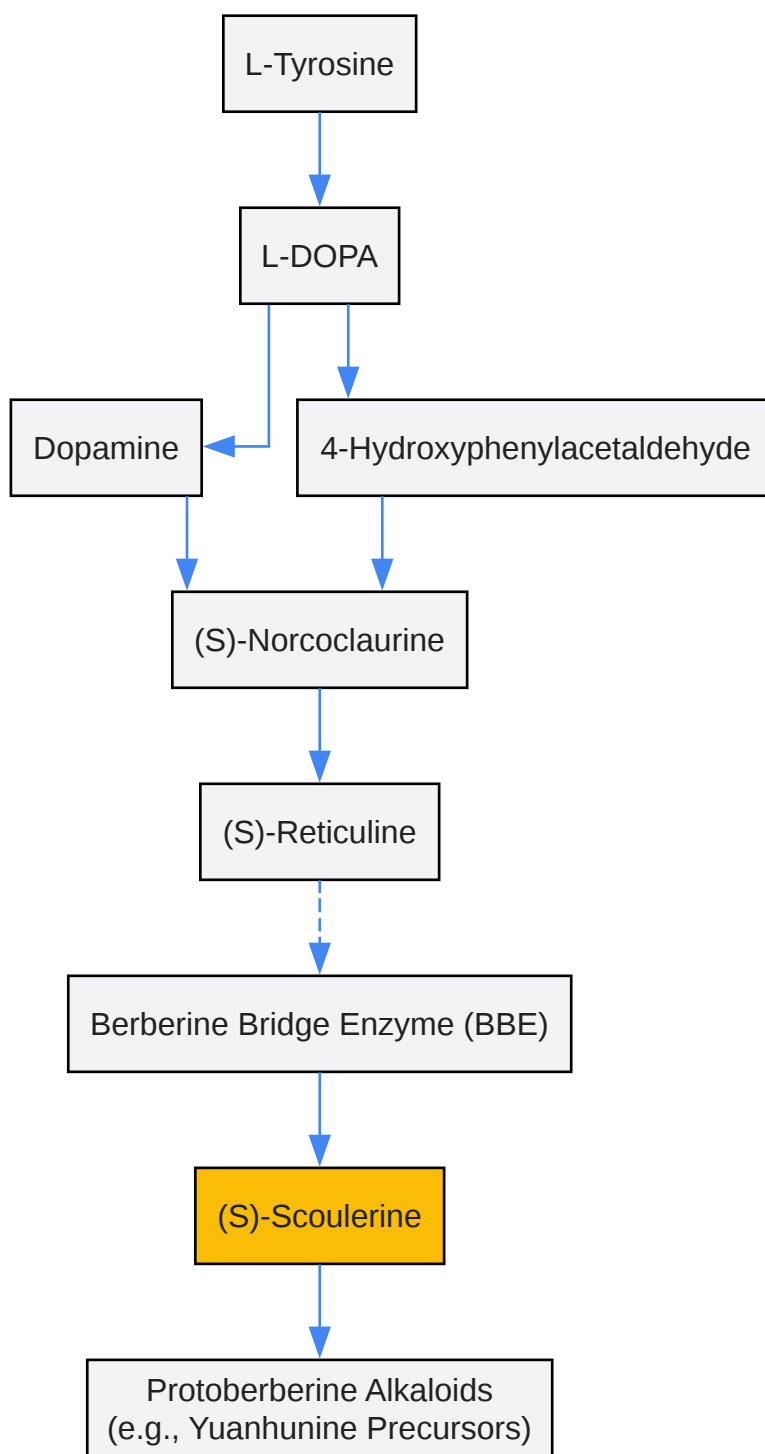 L-Tyrosine
L-DOPA
Dopamine
4-Hydroxyphenylacetaldehyde
(S)-Norcoclaurine
(S)-Reticuline
Berberine Bridge Enzyme (BBE)
(S)-Scoulerine
Protoberberine Alkaloids
(e.g., Yuanhunine Precursors)